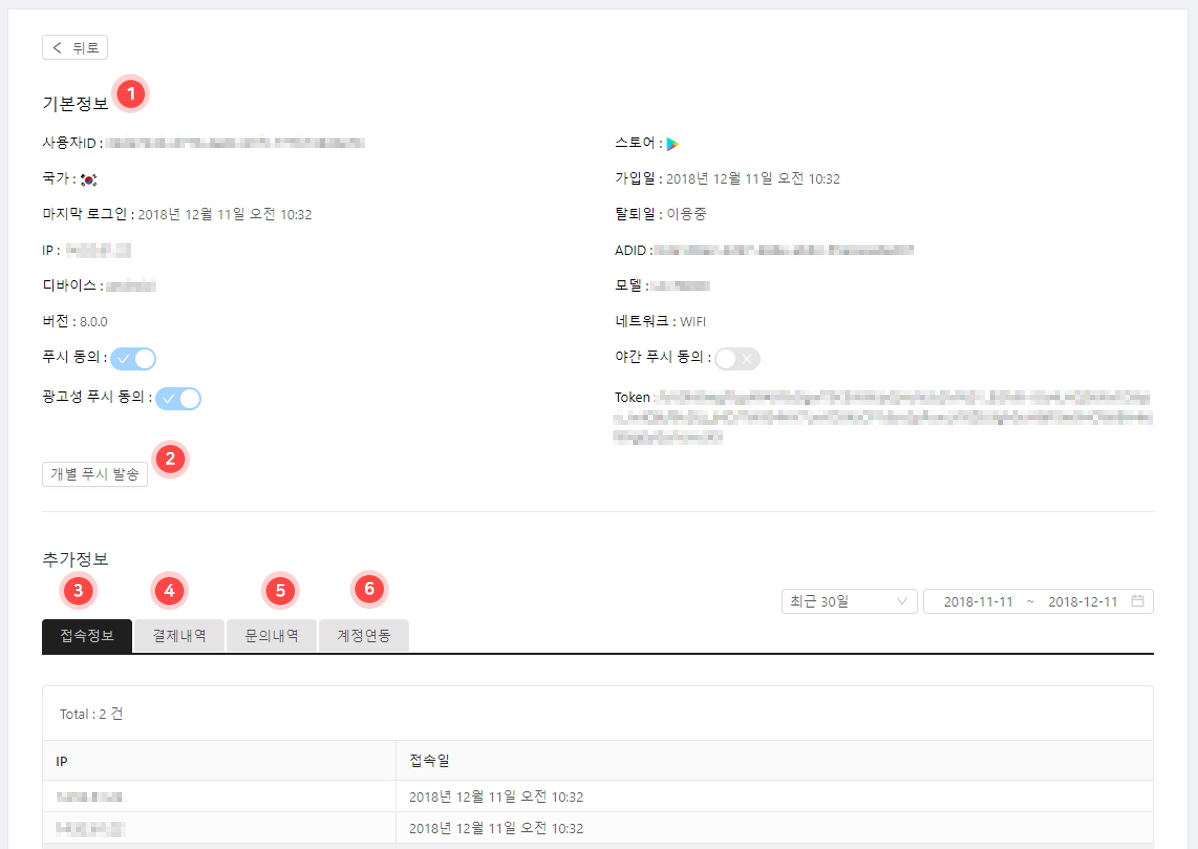 뒤로
기본정보 1
사용자ID :
스토어 :
국가 :
가입일 : 2018년 12월 11일 오전 10:32
마지막 로그인 : 2018년 12월 11일 오전 10:32
탈퇴일 : 이용중
IP :
ADID :
디바이스 :
모델 :
버전 : 8.0.0
네트워크 : WIFI
푸시 동의 :
야간 푸시 동의 :
광고성 푸시 동의 :
Token :
개별 푸시 발송 2
추가정보
3 4 5 6
최근 30일 2018-11-11 ~ 2018-12-11
접속정보 결제내역 문의내역 계정연동
Total : 2 건
IP 접속일
2018년 12월 11일 오전 10:32
2018년 12월 11일 오전 10:32